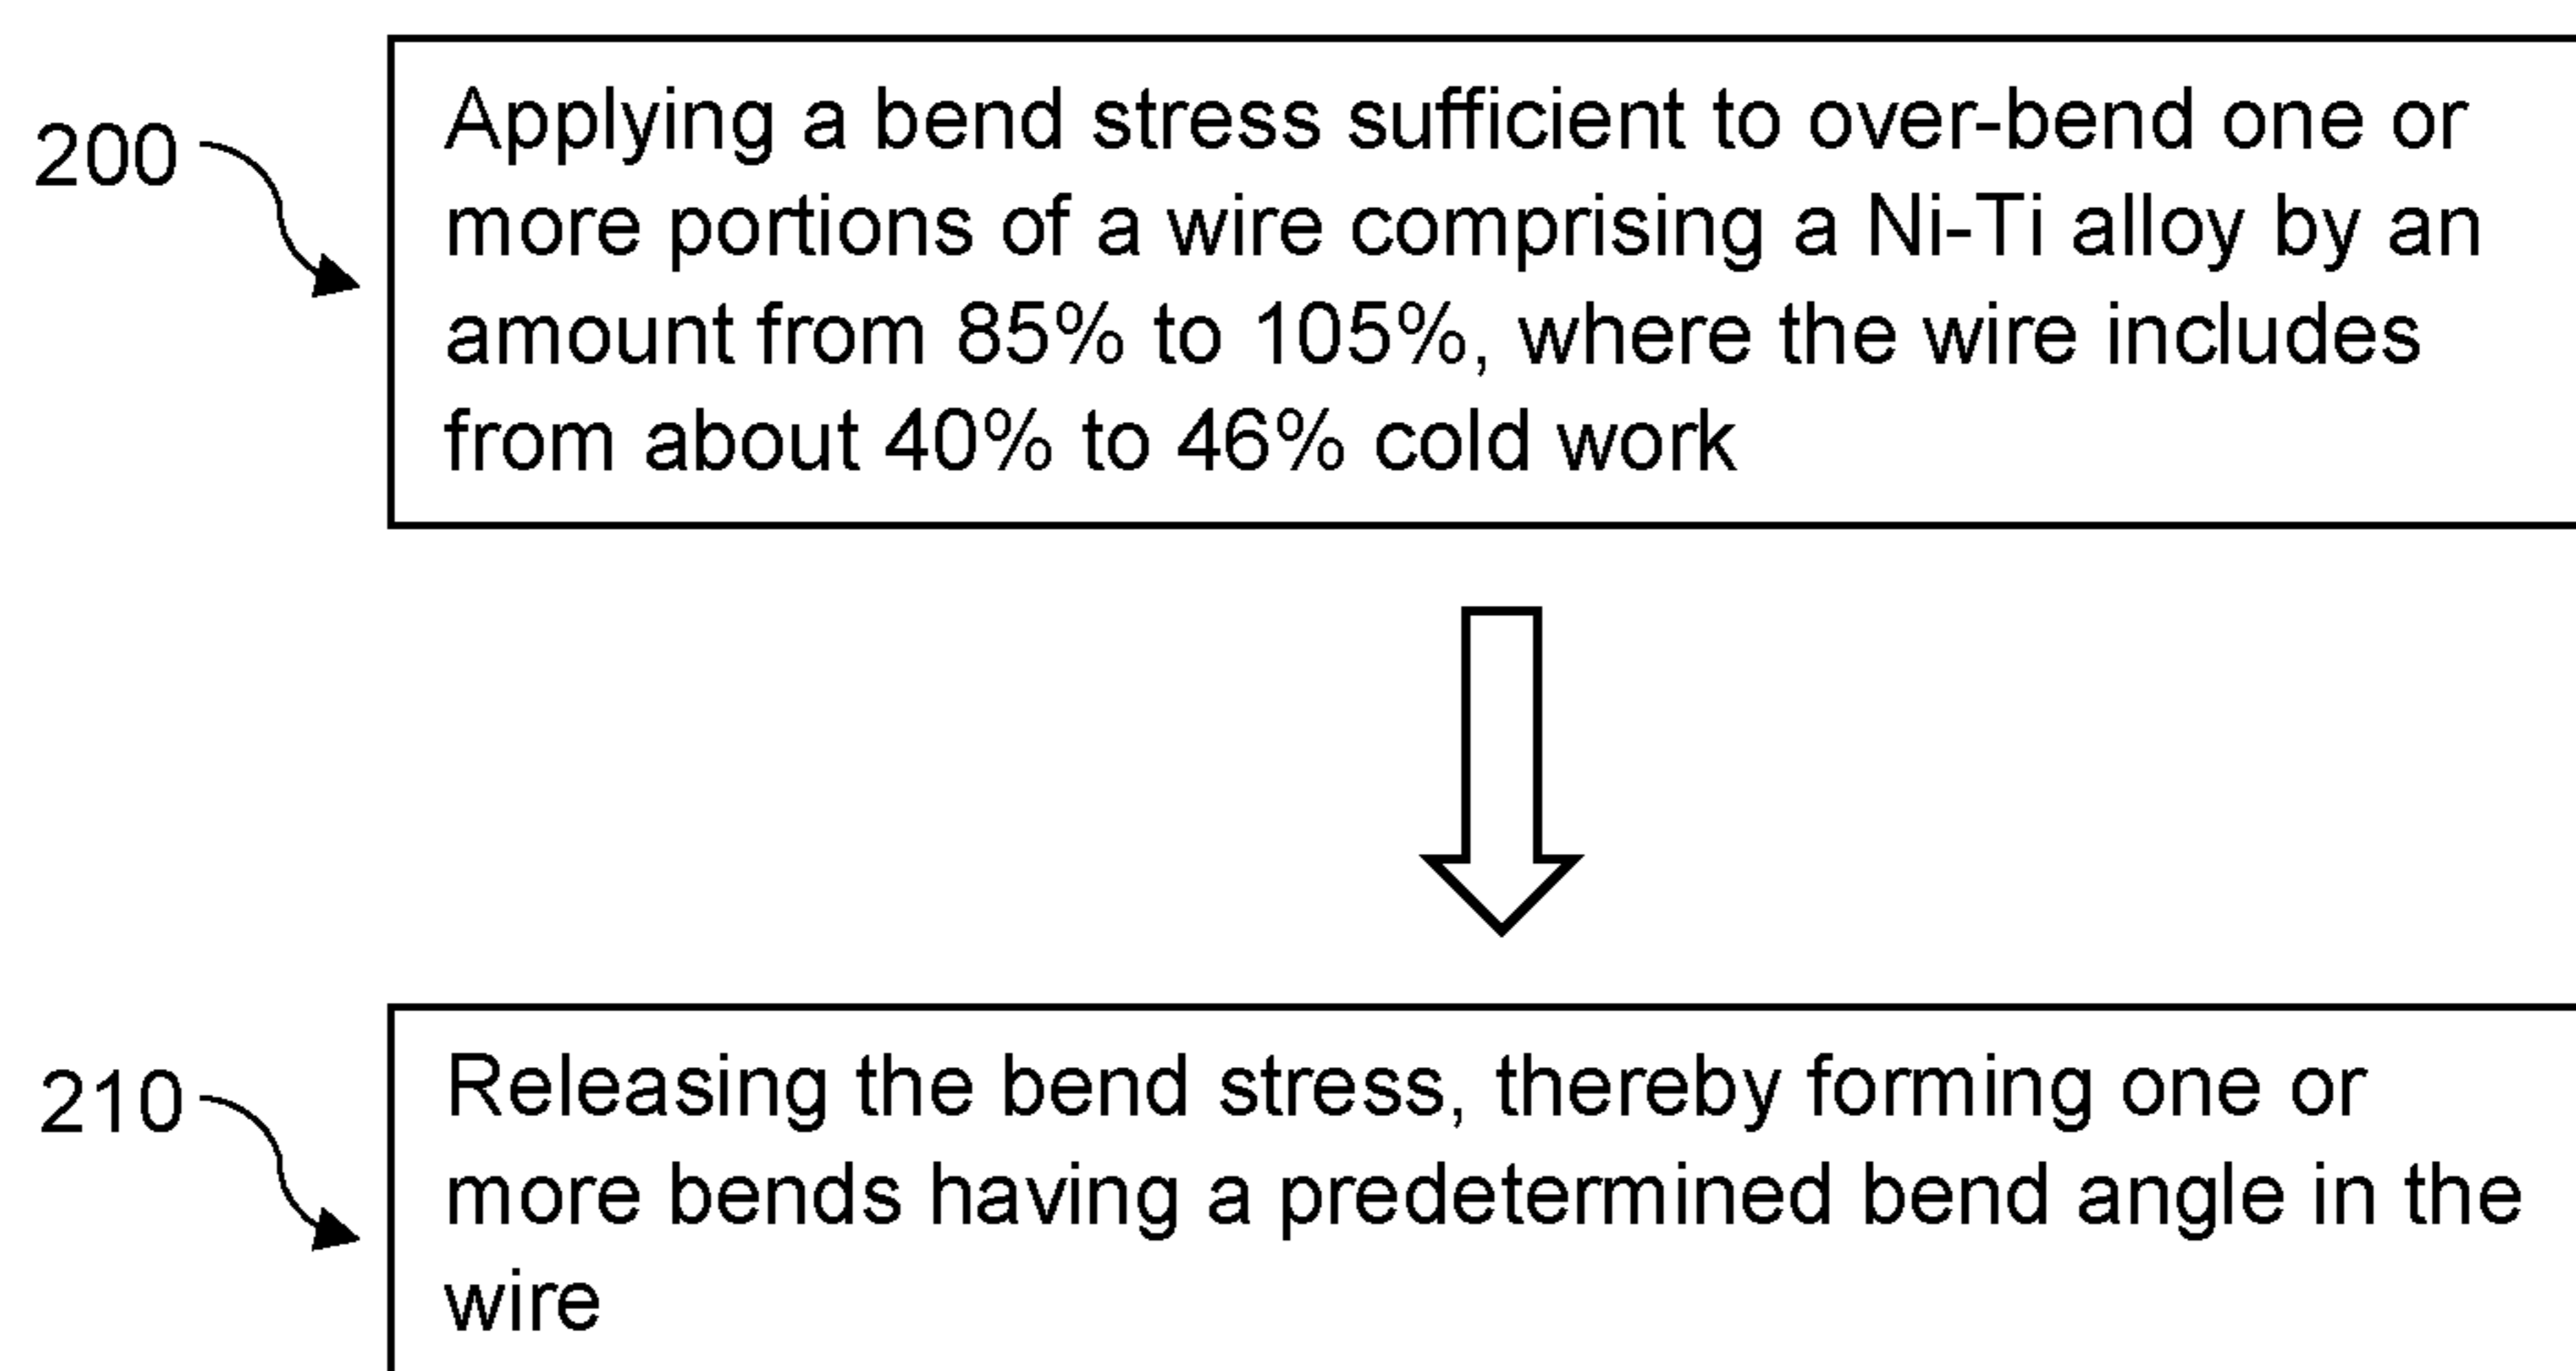 200
Applying a bend stress sufficient to over-bend one or
more portions of a wire comprising a Ni-Ti alloy by an
amount from 85% to 105%, where the wire includes
from about 40% to 46% cold work
210
Releasing the bend stress, thereby forming one or
more bends having a predetermined bend angle in the
wire